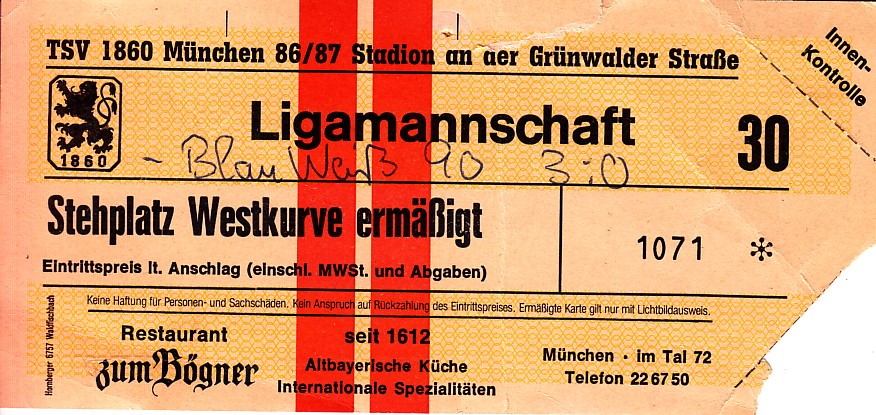 TSV 1860 München 86/87 Stadion an der Grünwalder Straße
Innen-
Kontrolle
1860
Ligamannschaft
30
- Blau Weiß 90 3:0
Stehplatz Westkurve ermäßigt
1071 *
Eintrittspreis lt. Anschlag (einschl. MWSt. und Abgaben)
Keine Haftung für Personen- und Sachschäden. Kein Anspruch auf Rückzahlung des Eintrittspreises. Ermäßigte Karte gilt nur mit Lichtbildausweis.
Homberger 6757 Waldfischbach
Restaurant
zum Bögner
seit 1612
Altbayerische Küche
Internationale Spezialitäten
München · im Tal 72
Telefon 22 67 50